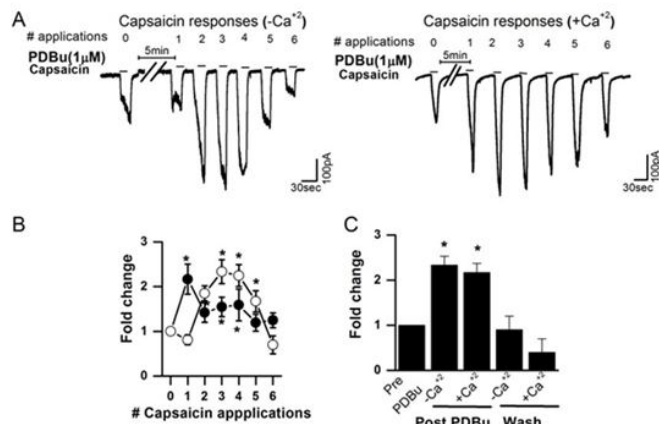 A
Capsaicin responses (-Ca+2)
# applications
0 1 2 3 4 5 6
5min
PDBu(1µM)
Capsaicin
100pA
30sec
Capsaicin responses (+Ca+2)
# applications
0 1 2 3 4 5 6
5min
PDBu(1µM)
Capsaicin
100pA
30sec
B
Fold change
3
2
1
0
* * * * * * *
0 1 2 3 4 5 6
# Capsaicin appplications
C
Fold change
3
2
1
0
* *
Pre
PDBu
-Ca+2
+Ca+2
-Ca+2
+Ca+2
Post PDBu Wash